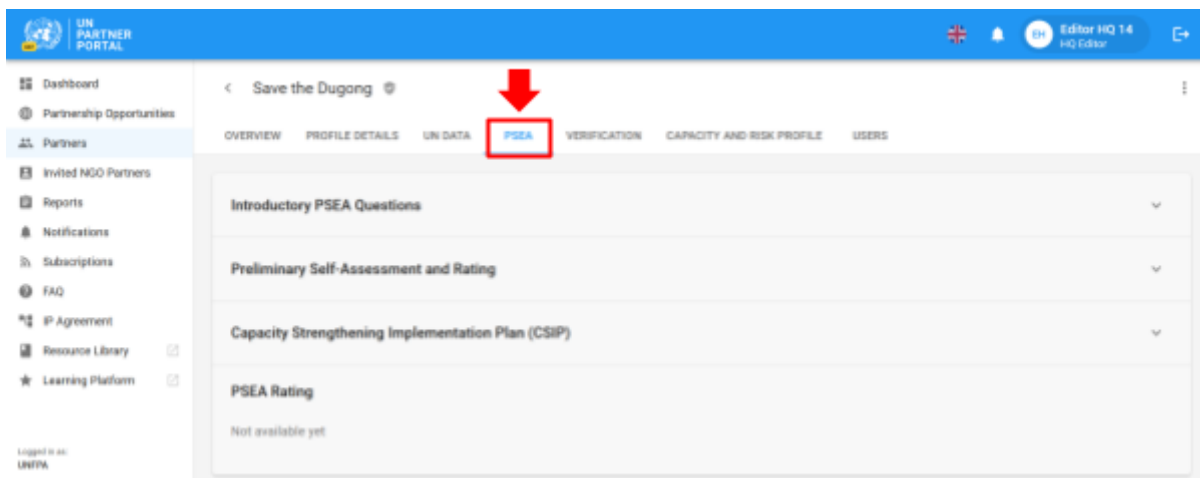 UN
PARTNER
PORTAL
EH
Editor HQ 14
HQ Editor
Dashboard
Partnership Opportunities
Partners
Invited NGO Partners
Reports
Notifications
Subscriptions
FAQ
IP Agreement
Resource Library
Learning Platform
Logged in as:
UNFPA
Save the Dugong
OVERVIEW PROFILE DETAILS UN DATA PSEA VERIFICATION CAPACITY AND RISK PROFILE USERS
Introductory PSEA Questions
Preliminary Self-Assessment and Rating
Capacity Strengthening Implementation Plan (CSIP)
PSEA Rating
Not available yet